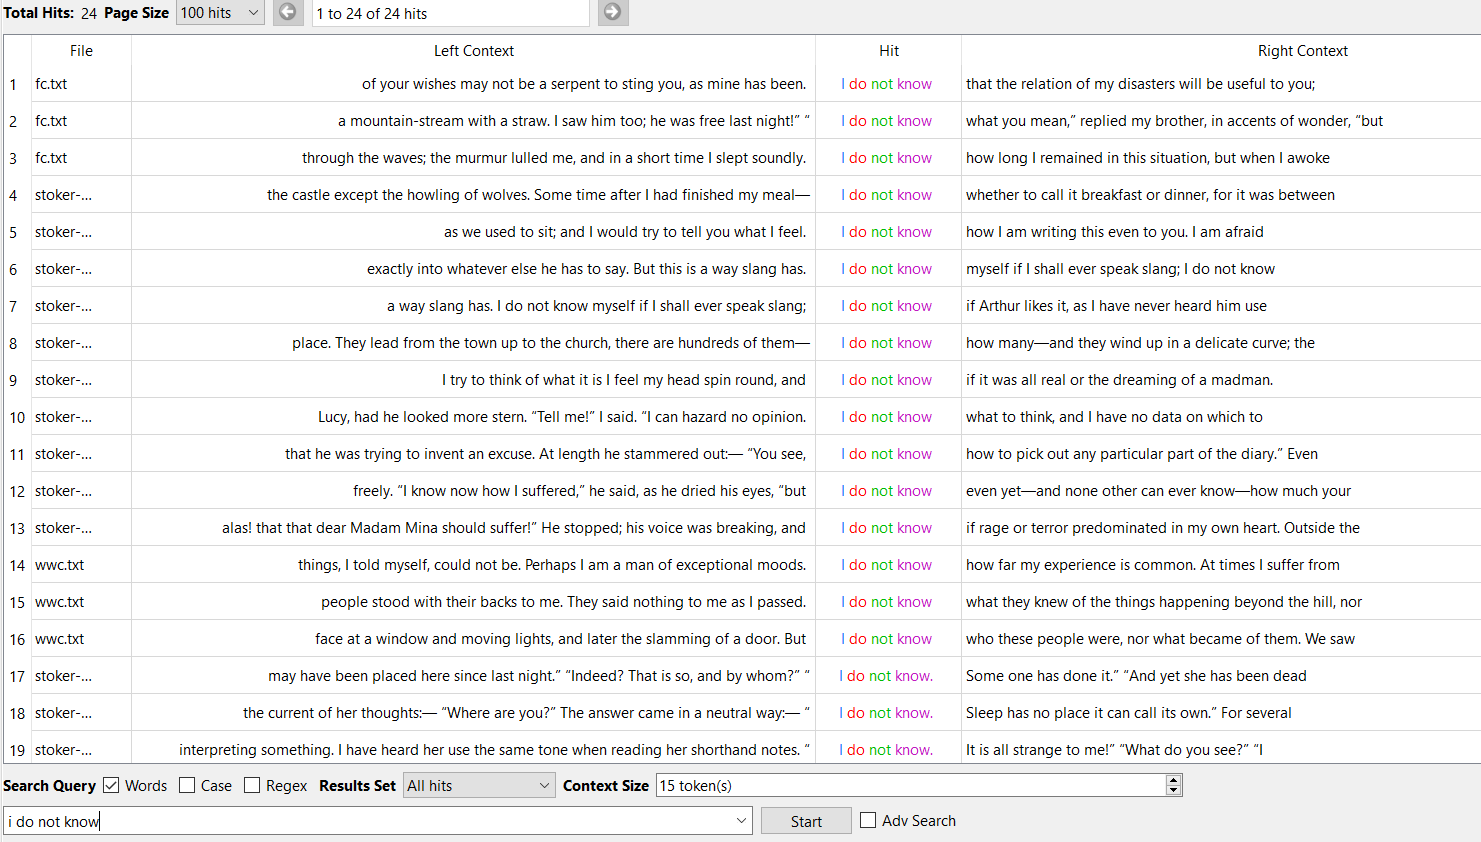 Total Hits: 24 Page Size 100 hits 1 to 24 of 24 hits
File Left Context Hit Right Context
1 fc.txt of your wishes may not be a serpent to sting you, as mine has been. I do not know that the relation of my disasters will be useful to you;
2 fc.txt a mountain-stream with a straw. I saw him too; he was free last night!” “ I do not know what you mean,” replied my brother, in accents of wonder, “but
3 fc.txt through the waves; the murmur lulled me, and in a short time I slept soundly. I do not know how long I remained in this situation, but when I awoke
4 stoker-... the castle except the howling of wolves. Some time after I had finished my meal— I do not know whether to call it breakfast or dinner, for it was between
5 stoker-... as we used to sit; and I would try to tell you what I feel. I do not know how I am writing this even to you. I am afraid
6 stoker-... exactly into whatever else he has to say. But this is a way slang has. I do not know myself if I shall ever speak slang; I do not know
7 stoker-... a way slang has. I do not know myself if I shall ever speak slang; I do not know if Arthur likes it, as I have never heard him use
8 stoker-... place. They lead from the town up to the church, there are hundreds of them— I do not know how many—and they wind up in a delicate curve; the
9 stoker-... I try to think of what it is I feel my head spin round, and I do not know if it was all real or the dreaming of a madman.
10 stoker-... Lucy, had he looked more stern. “Tell me!” I said. “I can hazard no opinion. I do not know what to think, and I have no data on which to
11 stoker-... that he was trying to invent an excuse. At length he stammered out:— “You see, I do not know how to pick out any particular part of the diary.” Even
12 stoker-... freely. “I know now how I suffered,” he said, as he dried his eyes, “but I do not know even yet—and none other can ever know—how much your
13 stoker-... alas! that that dear Madam Mina should suffer!” He stopped; his voice was breaking, and I do not know if rage or terror predominated in my own heart. Outside the
14 wwc.txt things, I told myself, could not be. Perhaps I am a man of exceptional moods. I do not know how far my experience is common. At times I suffer from
15 wwc.txt people stood with their backs to me. They said nothing to me as I passed. I do not know what they knew of the things happening beyond the hill, nor
16 wwc.txt face at a window and moving lights, and later the slamming of a door. But I do not know who these people were, nor what became of them. We saw
17 stoker-... may have been placed here since last night.” “Indeed? That is so, and by whom?” “ I do not know. Some one has done it.” “And yet she has been dead
18 stoker-... the current of her thoughts:— “Where are you?” The answer came in a neutral way:— “ I do not know. Sleep has no place it can call its own.” For several
19 stoker-... interpreting something. I have heard her use the same tone when reading her shorthand notes. “ I do not know. It is all strange to me!” “What do you see?” “I
Search Query Words Case Regex Results Set All hits Context Size 15 token(s)
i do not know Start Adv Search